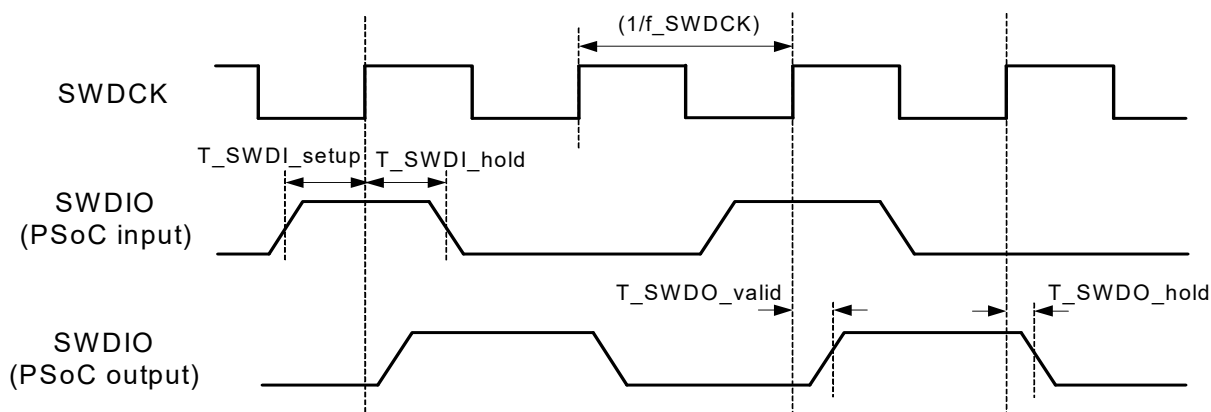 (1/f_SWDCK)
SWDCK
T_SWDI_setup
T_SWDI_hold
SWDIO
(PSoC input)
T_SWDO_valid
T_SWDO_hold
SWDIO
(PSoC output)